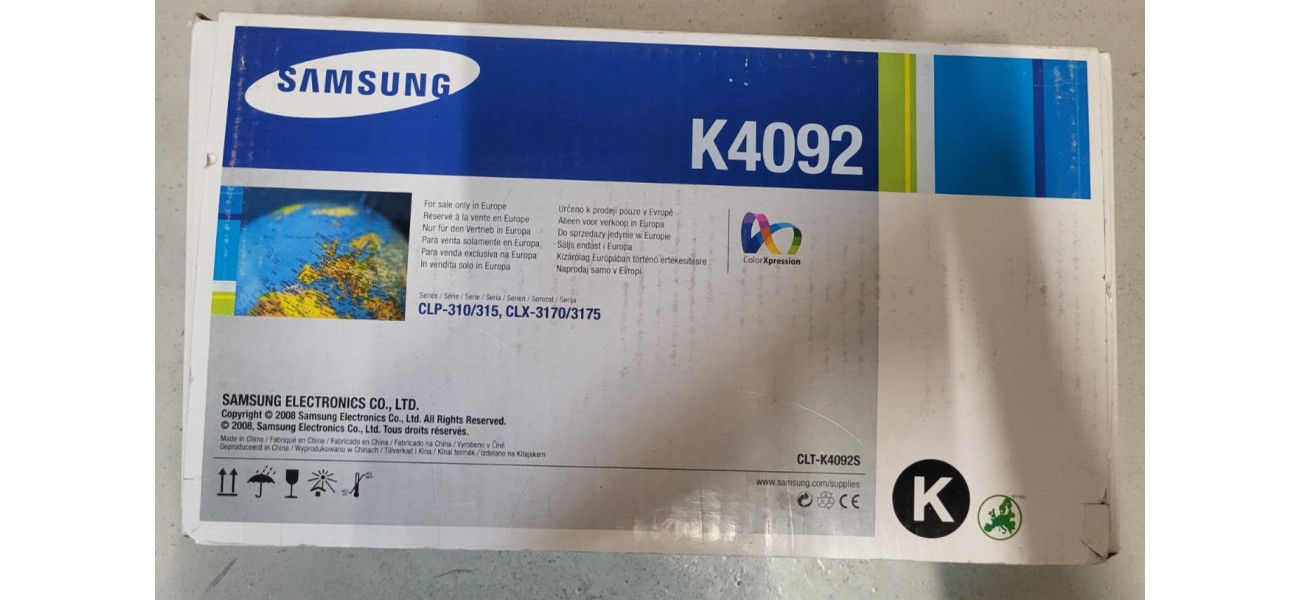 SAMSUNG
K4092
For sale only in Europe
Réservé à la vente en Europe
Nur für den Vertrieb in Europa
Para venta solamente en Europa
Para venda exclusiva na Europa
In vendita solo in Europa
Určeno k prodeji pouze v Evropě
Alleen voor verkoop in Europa
Do sprzedaży jedynie w Europie
Säljs endast i Europa
Kizárólag Európában történő értékesítésre
Naprodaj samo v Evropi
ColorXpression
Series / Série / Serie / Seria / Serien / Sorozat / Serija
CLP-310/315, CLX-3170/3175
SAMSUNG ELECTRONICS CO., LTD.
Copyright © 2008 Samsung Electronics Co., Ltd. All Rights Reserved.
© 2008, Samsung Electronics Co., Ltd. Tous droits réservés.
Made in China / Fabriqué en Chine / Fabricado en China / Fabricado na China / Vyrobeno v Číně
Geproduceerd in China / Wyprodukowano w Chinach / Tillverkad i Kina / Kínai termék / Izdelano na Kitajskem
CLT-K4092S
www.samsung.com/supplies
CE
K